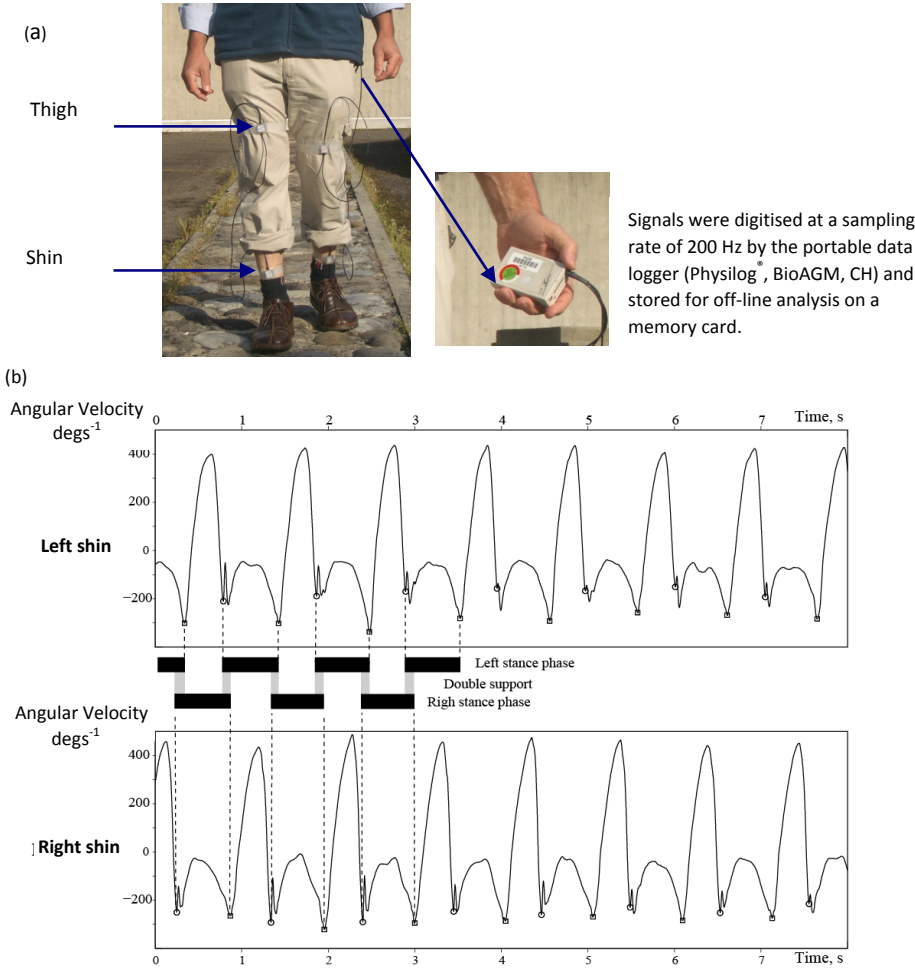 (a)
Thigh
Shin
Signals were digitised at a sampling
rate of 200 Hz by the portable data
logger (Physilog®, BioAGM, CH) and
stored for off-line analysis on a
memory card.
(b)
Angular Velocity
degs-1
0 1 2 3 4 5 6 7 Time, s
400
200
0
−200
Left shin
Left stance phase
Double support
Righ stance phase
Angular Velocity
degs-1
400
200
0
−200
Right shin
0 1 2 3 4 5 6 7 Time, s